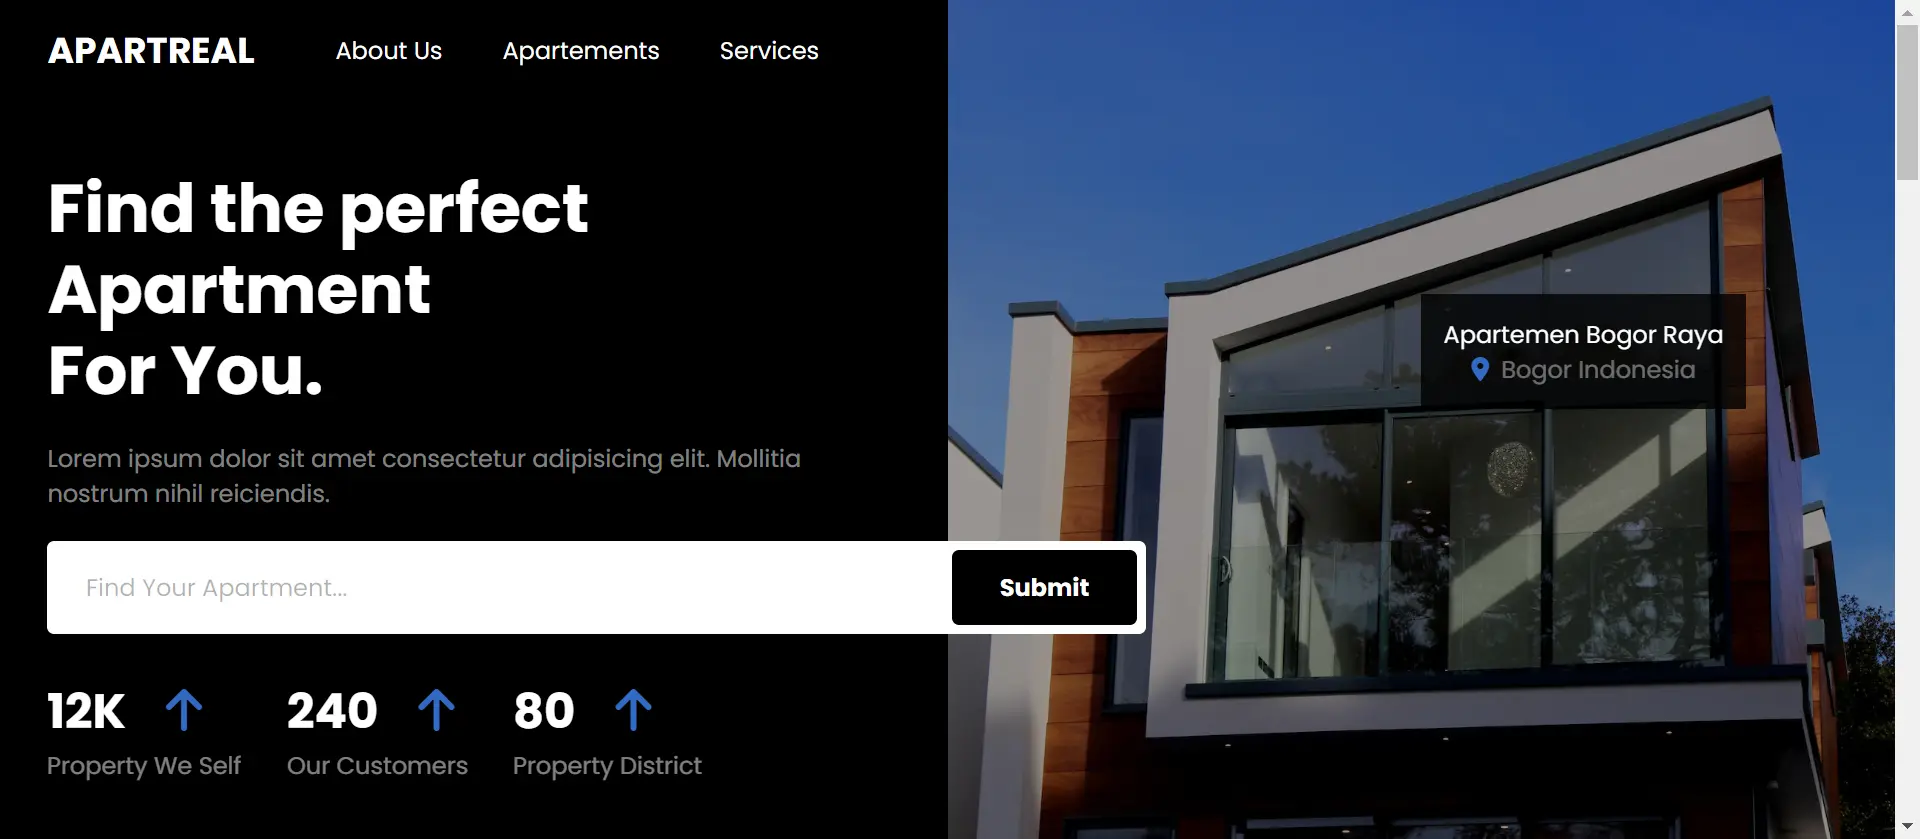 APARTREAL
About Us
Apartements
Services
Find the perfect
Apartment
For You.
Lorem ipsum dolor sit amet consectetur adipisicing elit. Mollitia
nostrum nihil reiciendis.
Find Your Apartment...
Submit
12K
240
80
Property We Self
Our Customers
Property District
Apartemen Bogor Raya
Bogor Indonesia